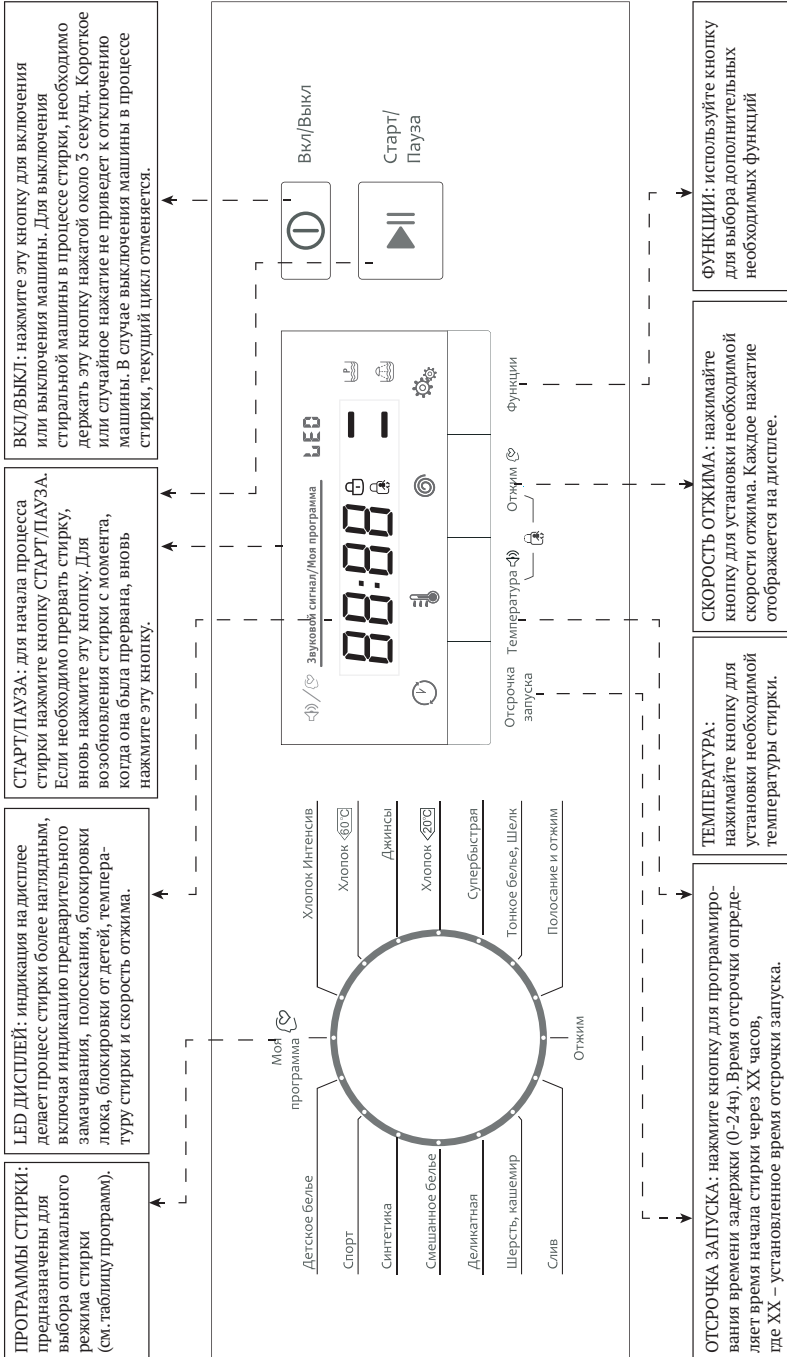 ПРОГРАММЫ СТИРКИ:
предназначены для
выбора оптимального
режима стирки
(см. таблицу программ).
LED ДИСПЛЕЙ: индикация на дисплее
делает процесс стирки более наглядным,
включая индикацию предварительного
замачивания, полоскания, блокировки
люка, блокировки от детей, темпера-
туру стирки и скорость отжима.
СТАРТ/ПАУЗА: для начала процесса
стирки нажмите кнопку СТАРТ/ПАУЗА.
Если необходимо прервать стирку,
вновь нажмите эту кнопку. Для
возобновления стирки с момента,
когда она была прервана, вновь
нажмите эту кнопку.
ВКЛ/ВЫКЛ: нажмите эту кнопку для включения
или выключения машины. Для выключения
стиральной машины в процессе стирки, необходимо
держать эту кнопку нажатой около 3 секунд. Короткое
или случайное нажатие не приведет к отключению
машины. В случае выключения машины в процессе
стирки, текущий цикл отменяется.
Моя
программа
Детское белье
Спорт
Синтетика
Смешанное белье
Деликатная
Шерсть, кашемир
Слив
Отжим
Хлопок Интенсив
Хлопок 60°C
Джинсы
Хлопок 20°C
Супербыстрая
Тонкое белье, Шелк
Полосание и отжим
Звуковой сигнал/Моя программа
LED
88:88
P
Отсрочка
запуска
Температура
Отжим
Функции
Вкл/Выкл
Старт/
Пауза
ОТСРОЧКА ЗАПУСКА: нажмите кнопку для программиро-
вания времени задержки (0-24ч). Время отсрочки опреде-
ляет время начала стирки через ХХ часов,
где ХХ – установленное время отсрочки запуска.
ТЕМПЕРАТУРА:
нажимайте кнопку для
установки необходимой
температуры стирки.
СКОРОСТЬ ОТЖИМА: нажимайте
кнопку для установки необходимой
скорости отжима. Каждое нажатие
отображается на дисплее.
ФУНКЦИИ: используйте кнопку
для выбора дополнительных
необходимых функций